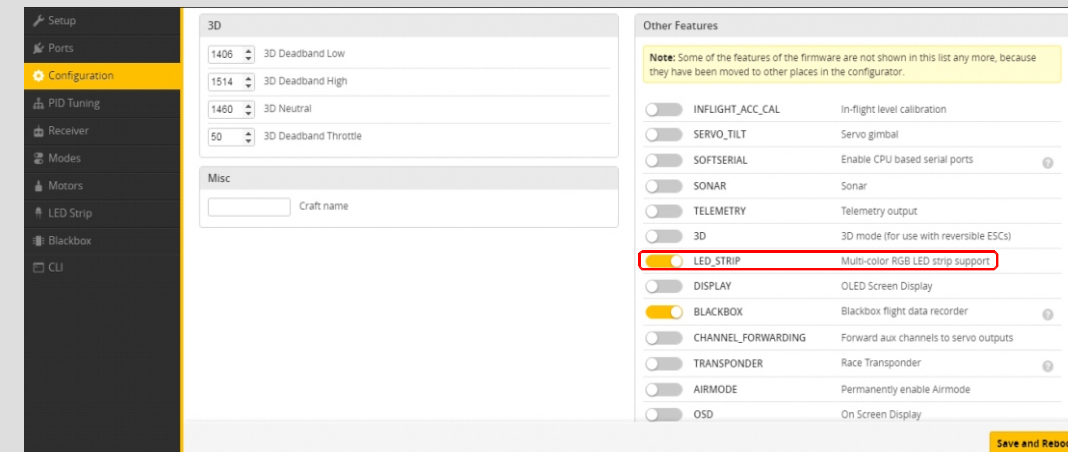 Setup
Ports
Configuration
PID Tuning
Receiver
Modes
Motors
LED Strip
Blackbox
CLI
3D
1406 3D Deadband Low
1514 3D Deadband High
1460 3D Neutral
50 3D Deadband Throttle
Misc
Craft name
Other Features
Note: Some of the features of the firmware are not shown in this list any more, because
they have been moved to other places in the configurator.
INFLIGHT_ACC_CAL In-flight level calibration
SERVO_TILT Servo gimbal
SOFTSERIAL Enable CPU based serial ports ?
SONAR Sonar
TELEMETRY Telemetry output
3D 3D mode (for use with reversible ESCs)
LED_STRIP Multi-color RGB LED strip support
DISPLAY OLED Screen Display
BLACKBOX Blackbox flight data recorder ?
CHANNEL_FORWARDING Forward aux channels to servo outputs
TRANSPONDER Race Transponder ?
AIRMODE Permanently enable Airmode
OSD On Screen Display
Save and Reboo